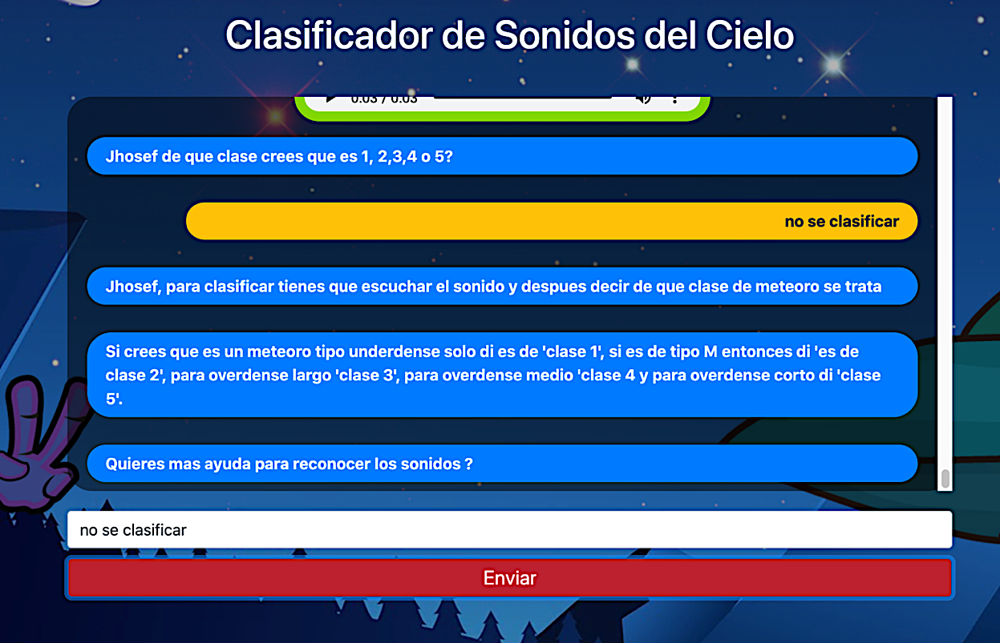 Clasificador de Sonidos del Cielo
0:03 / 0:03
Jhosef de que clase crees que es 1, 2,3,4 o 5?
no se clasificar
Jhosef, para clasificar tienes que escuchar el sonido y despues decir de que clase de meteoro se trata
Si crees que es un meteoro tipo underdense solo di es de 'clase 1', si es de tipo M entonces di 'es de
clase 2', para overdense largo 'clase 3', para overdense medio 'clase 4 y para overdense corto di 'clase
5'.
Quieres mas ayuda para reconocer los sonidos ?
no se clasificar
Enviar